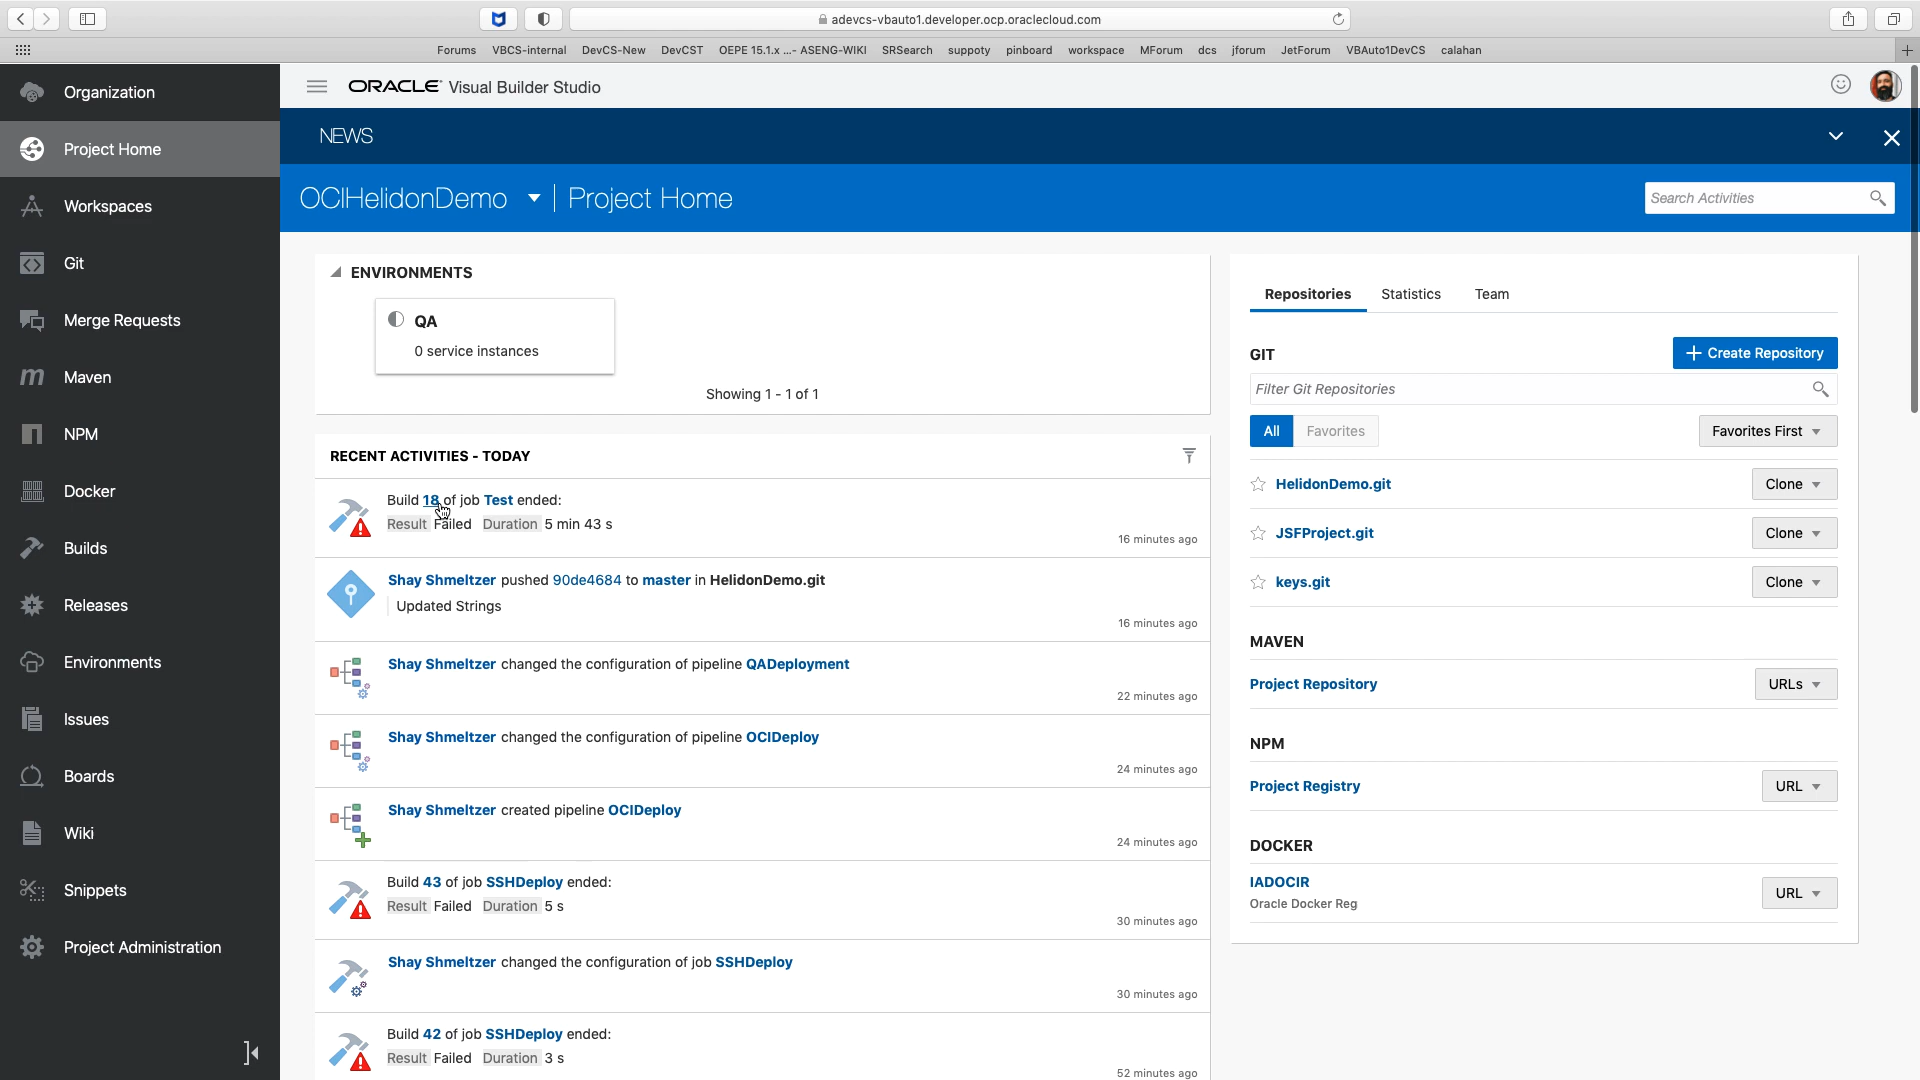 adevcs-vbauto1.developer.ocp.oraclecloud.com
Forums VBCS-internal DevCS-New DevCST OEPE 15.1.x ...- ASENG-WIKI SRSearch suppoty pinboard workspace MForum dcs jforum JetForum VBAuto1DevCS calahan
Organization
Project Home
Workspaces
Git
Merge Requests
Maven
NPM
Docker
Builds
Releases
Environments
Issues
Boards
Wiki
Snippets
Project Administration
ORACLE Visual Builder Studio
NEWS
OCIHelidonDemo Project Home
Search Activities
ENVIRONMENTS
QA
0 service instances
Showing 1 - 1 of 1
RECENT ACTIVITIES - TODAY
Build 18 of job Test ended:
Result Failed Duration 5 min 43 s
16 minutes ago
Shay Shmeltzer pushed 90de4684 to master in HelidonDemo.git
Updated Strings
16 minutes ago
Shay Shmeltzer changed the configuration of pipeline QADeployment
22 minutes ago
Shay Shmeltzer changed the configuration of pipeline OCIDeploy
24 minutes ago
Shay Shmeltzer created pipeline OCIDeploy
24 minutes ago
Build 43 of job SSHDeploy ended:
Result Failed Duration 5 s
30 minutes ago
Shay Shmeltzer changed the configuration of job SSHDeploy
30 minutes ago
Build 42 of job SSHDeploy ended:
Result Failed Duration 3 s
52 minutes ago
Repositories Statistics Team
GIT
Create Repository
Filter Git Repositories
All Favorites
Favorites First
HelidonDemo.git Clone
JSFProject.git Clone
keys.git Clone
MAVEN
Project Repository URLs
NPM
Project Registry URL
DOCKER
IADOCIR
Oracle Docker Reg
URL